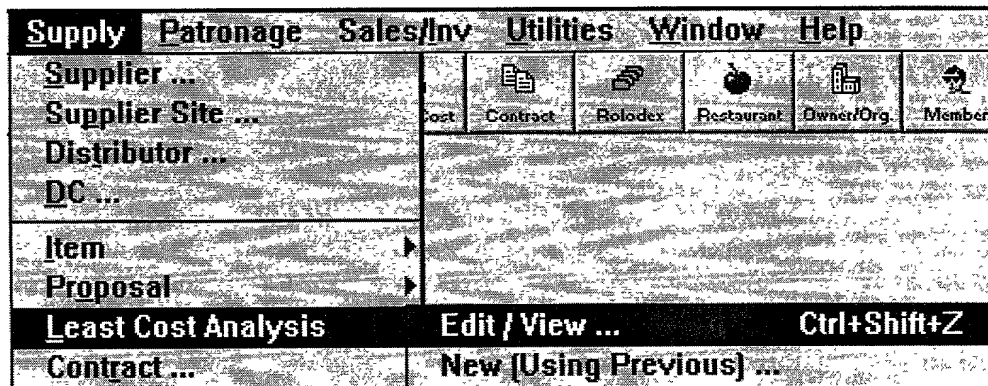 Supply Patronage Sales/Inv Utilities Window Help
Supplier ...
Supplier Site ...
Cost Contract Rolodex Restaurant Owner/Org. Member
Distributor ...
DC ...
Item
Proposal
Least Cost Analysis Edit / View ... Ctrl+Shift+Z
Contract ... New (Using Previous) ...